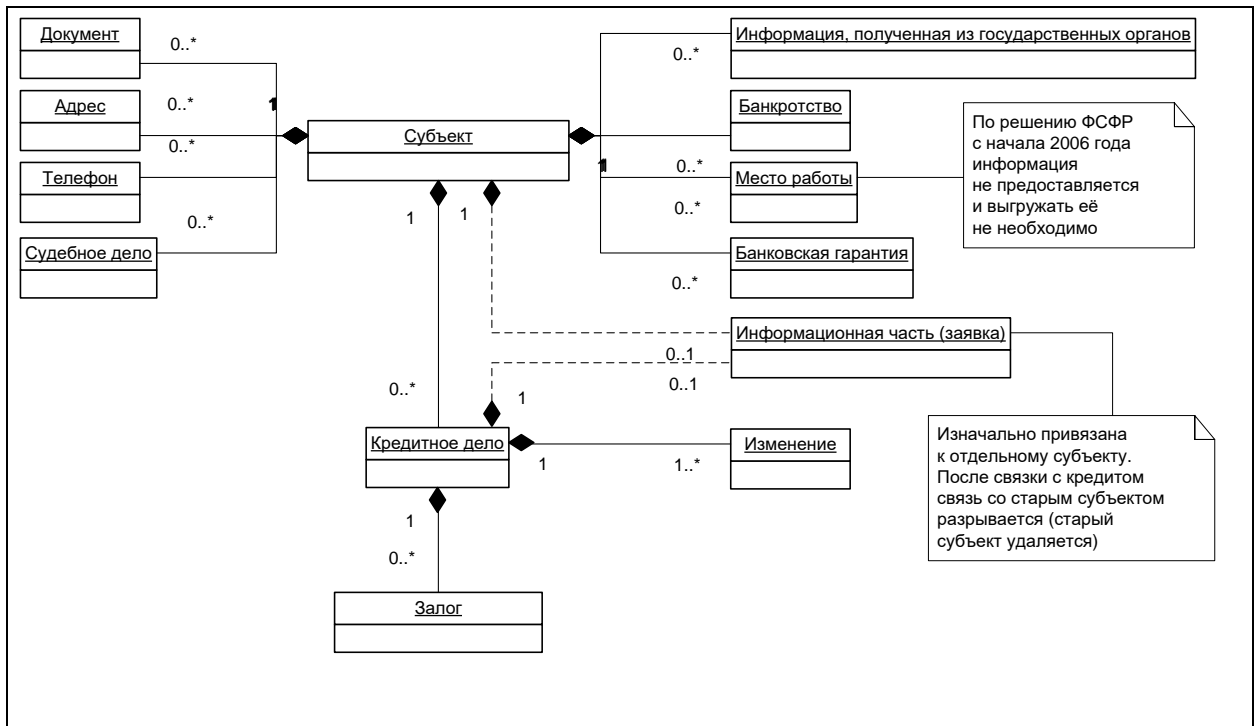 Документ
0..*
Информация, полученная из государственных органов
0..*
Адрес
0..*
1
Субъект
Банкротство
0..*
По решению ФСФР
с начала 2006 года
информация
не предоставляется
и выгружать её
не необходимо
Телефон
0..*
1
Место работы
0..*
1
1
Судебное дело
0..*
Банковская гарантия
0..*
Информационная часть (заявка)
0..1
0..1
0..*
1
Кредитное дело
1
1..*
Изменение
Изначально привязана
к отдельному субъекту.
После связки с кредитом
связь со старым субъектом
разрывается (старый
субъект удаляется)
1
0..*
Залог